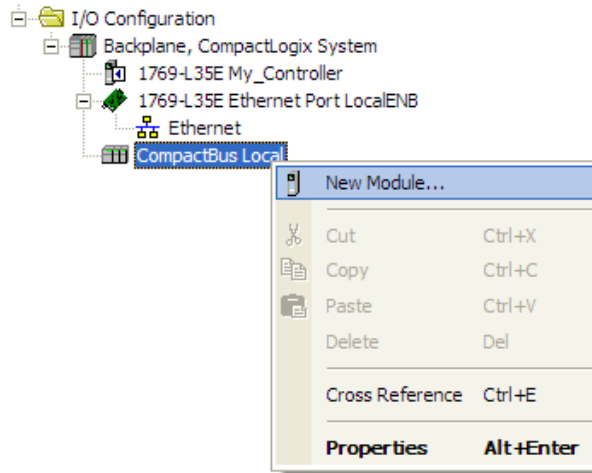 I/O Configuration
Backplane, CompactLogix System
1769-L35E My_Controller
1769-L35E Ethernet Port LocalENB
Ethernet
CompactBus Local
New Module...
Cut Ctrl+X
Copy Ctrl+C
Paste Ctrl+V
Delete Del
Cross Reference Ctrl+E
Properties Alt+Enter